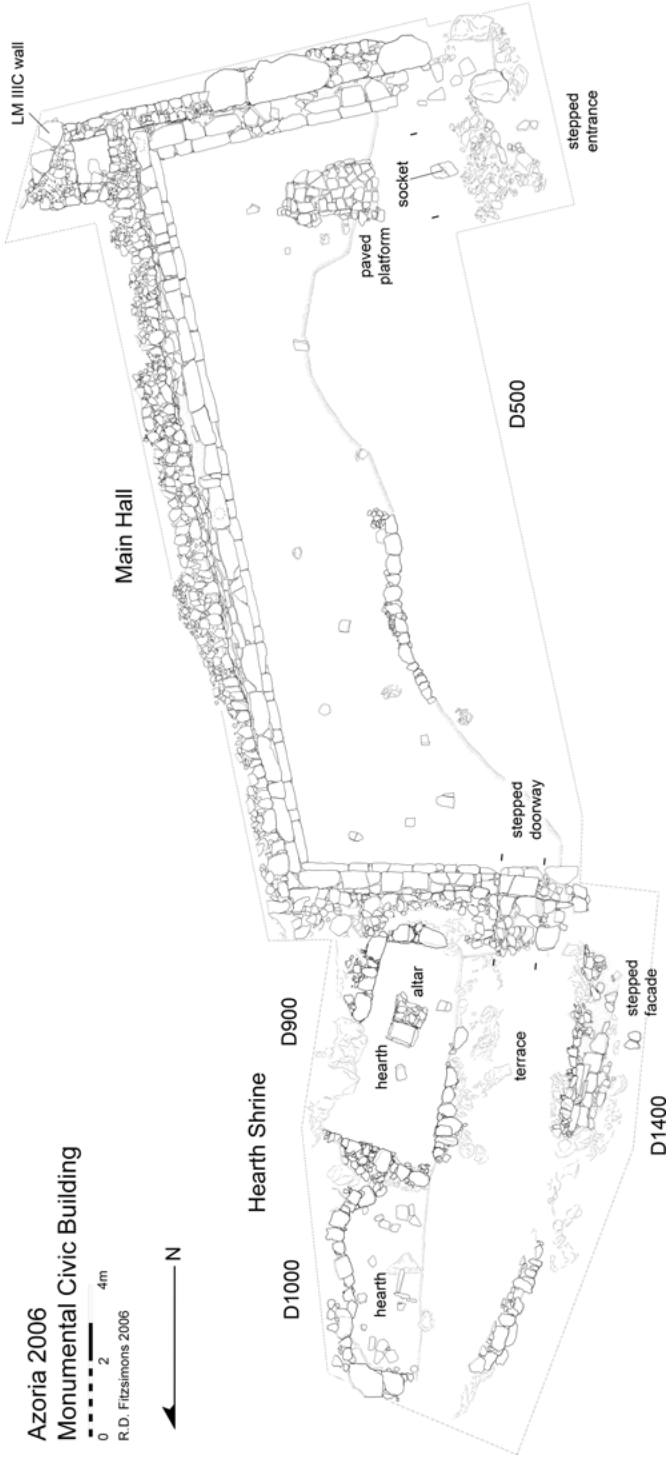 Azoria 2006
Monumental Civic Building
0 2 4m
R.D. Fitzsimons 2006
N
LM IIIC wall
Main Hall
paved
platform
socket
stepped
entrance
D500
stepped
doorway
D900
Hearth Shrine
hearth
altar
D1000
hearth
terrace
stepped
facade
D1400